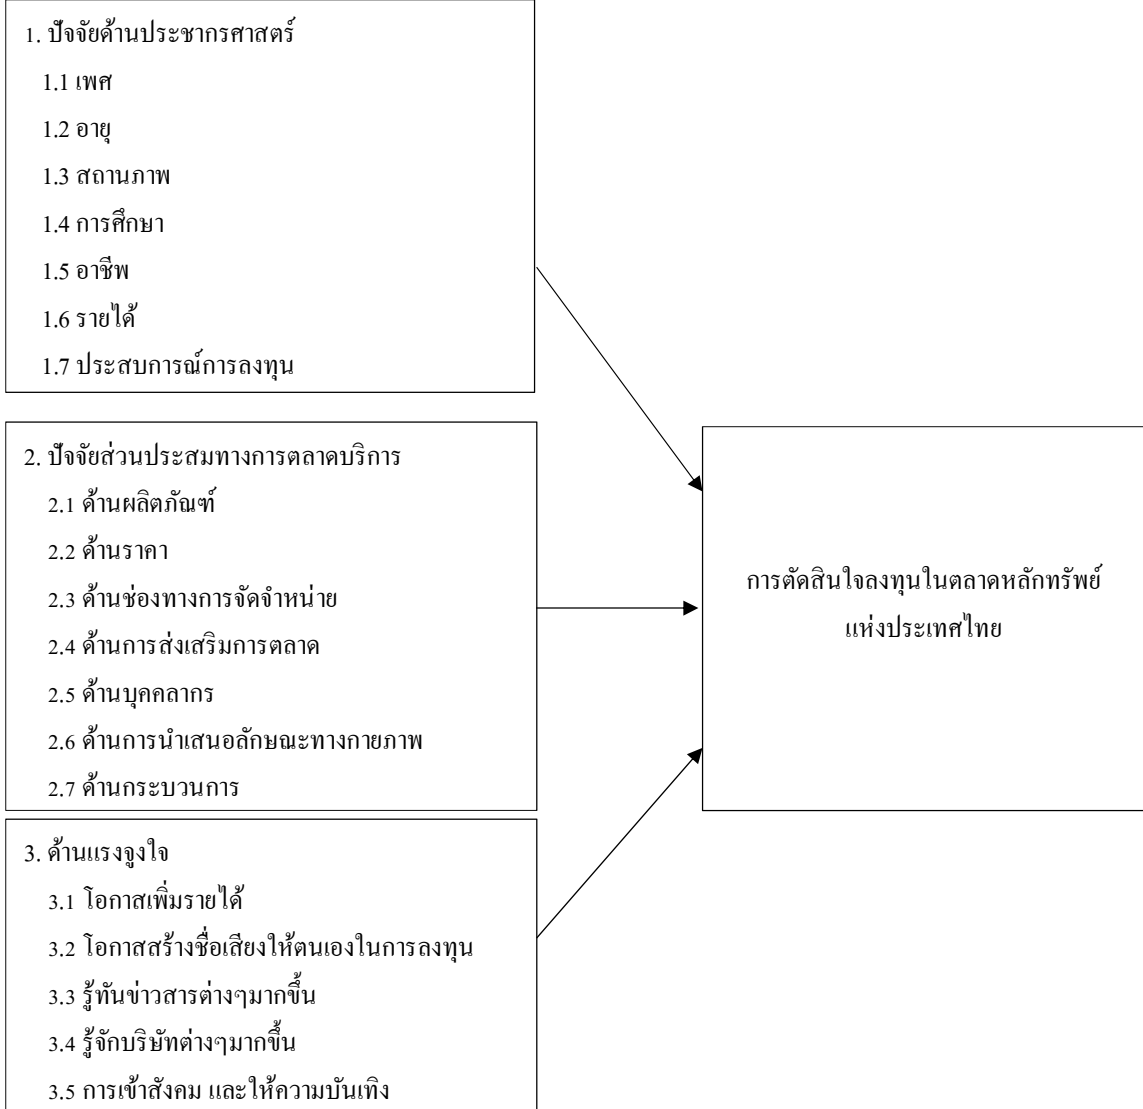 1. ปัจจัยด้านประชากรศาสตร์
1.1 เพศ
1.2 อายุ
1.3 สถานภาพ
1.4 การศึกษา
1.5 อาชีพ
1.6 รายได้
1.7 ประสบการณ์การลงทุน
2. ปัจจัยส่วนประสมทางการตลาดบริการ
2.1 ด้านผลิตภัณฑ์
2.2 ด้านราคา
2.3 ด้านช่องทางการจัดจำหน่าย
2.4 ด้านการส่งเสริมการตลาด
2.5 ด้านบุคคลากร
2.6 ด้านการนำเสนอลักษณะทางกายภาพ
2.7 ด้านกระบวนการ
3. ด้านแรงจูงใจ
3.1 โอกาสเพิ่มรายได้
3.2 โอกาสสร้างชื่อเสียงให้ตนเองในการลงทุน
3.3 รู้ทันข่าวสารต่างๆมากขึ้น
3.4 รู้จักบริษัทต่างๆมากขึ้น
3.5 การเข้าสังคม และให้ความบันเทิง
การตัดสินใจลงทุนในตลาดหลักทรัพย์
แห่งประเทศไทย